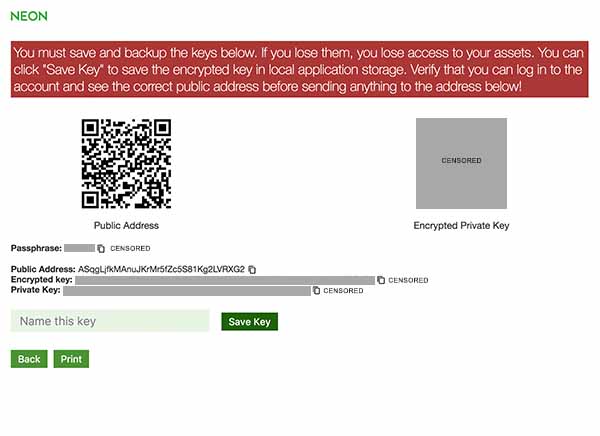 NEON
You must save and backup the keys below. If you lose them, you lose access to your assets. You can
click "Save Key" to save the encrypted key in local application storage. Verify that you can log in to the
account and see the correct public address before sending anything to the address below!
CENSORED
Public Address
Encrypted Private Key
Passphrase: CENSORED
Public Address: ASqgLjfkMAnuJKrMr5fZc5S81Kg2LVRXG2
Encrypted key: CENSORED
Private Key: CENSORED
Name this key
Save Key
Back Print